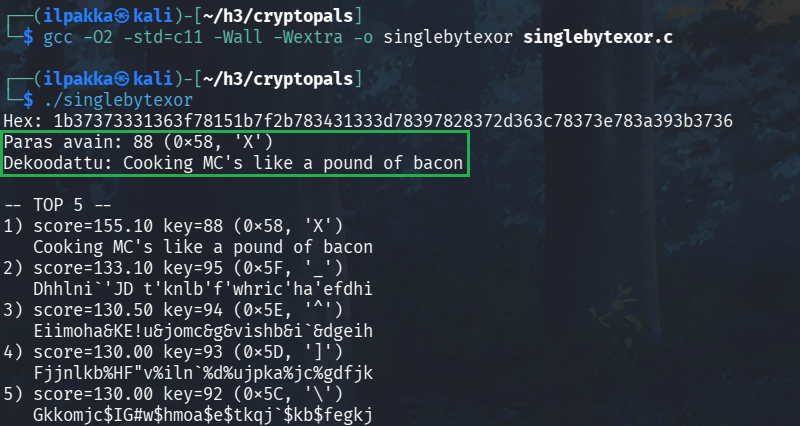 ┌──(ilpakka㉿kali)-[~/h3/cryptopals]
└─$ gcc -O2 -std=c11 -Wall -Wextra -o singlebytexor singlebytexor.c
┌──(ilpakka㉿kali)-[~/h3/cryptopals]
└─$ ./singlebytexor
Hex: 1b37373331363f78151b7f2b783431333d78397828372d363c78373e783a393b3736
Paras avain: 88 (0×58, 'X')
Dekoodattu: Cooking MC's like a pound of bacon
-- TOP 5 --
1) score=155.10 key=88 (0×58, 'X')
Cooking MC's like a pound of bacon
2) score=133.10 key=95 (0×5F, '_')
Dhhlni`'JD t'knlb'f'whric'ha'efdhi
3) score=130.50 key=94 (0×5E, '^')
Eiimoha&KE!u&jomc&g&vishb&i`&dgeih
4) score=130.00 key=93 (0×5D, ']')
Fjjnlkb%HF"v%iln`%d%ujpka%jc%gdfjk
5) score=130.00 key=92 (0×5C, '\')
Gkkomjc$IG#w$hmoa$e$tkqj`$kb$fegkj